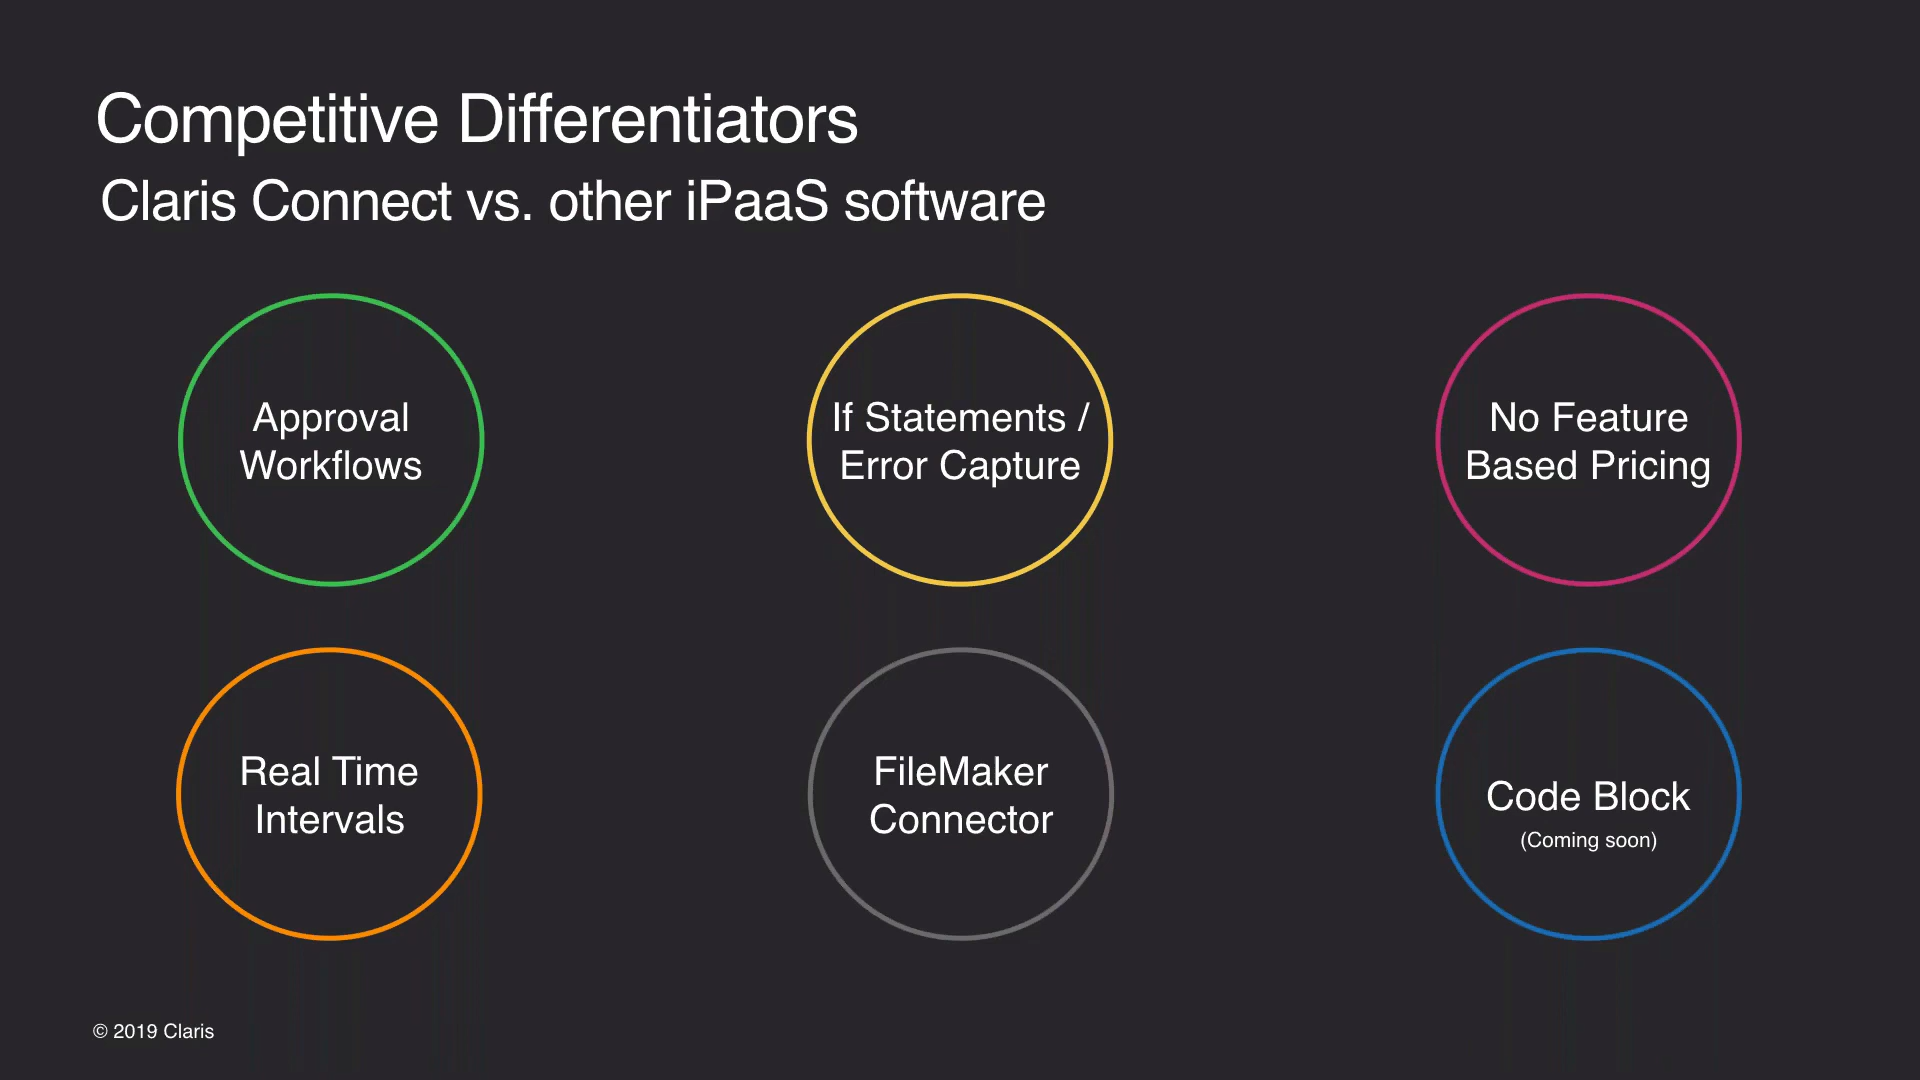 Competitive Differentiators
Claris Connect vs. other iPaaS software
Approval
Workflows
If Statements /
Error Capture
No Feature
Based Pricing
Real Time
Intervals
FileMaker
Connector
Code Block
(Coming soon)
© 2019 Claris